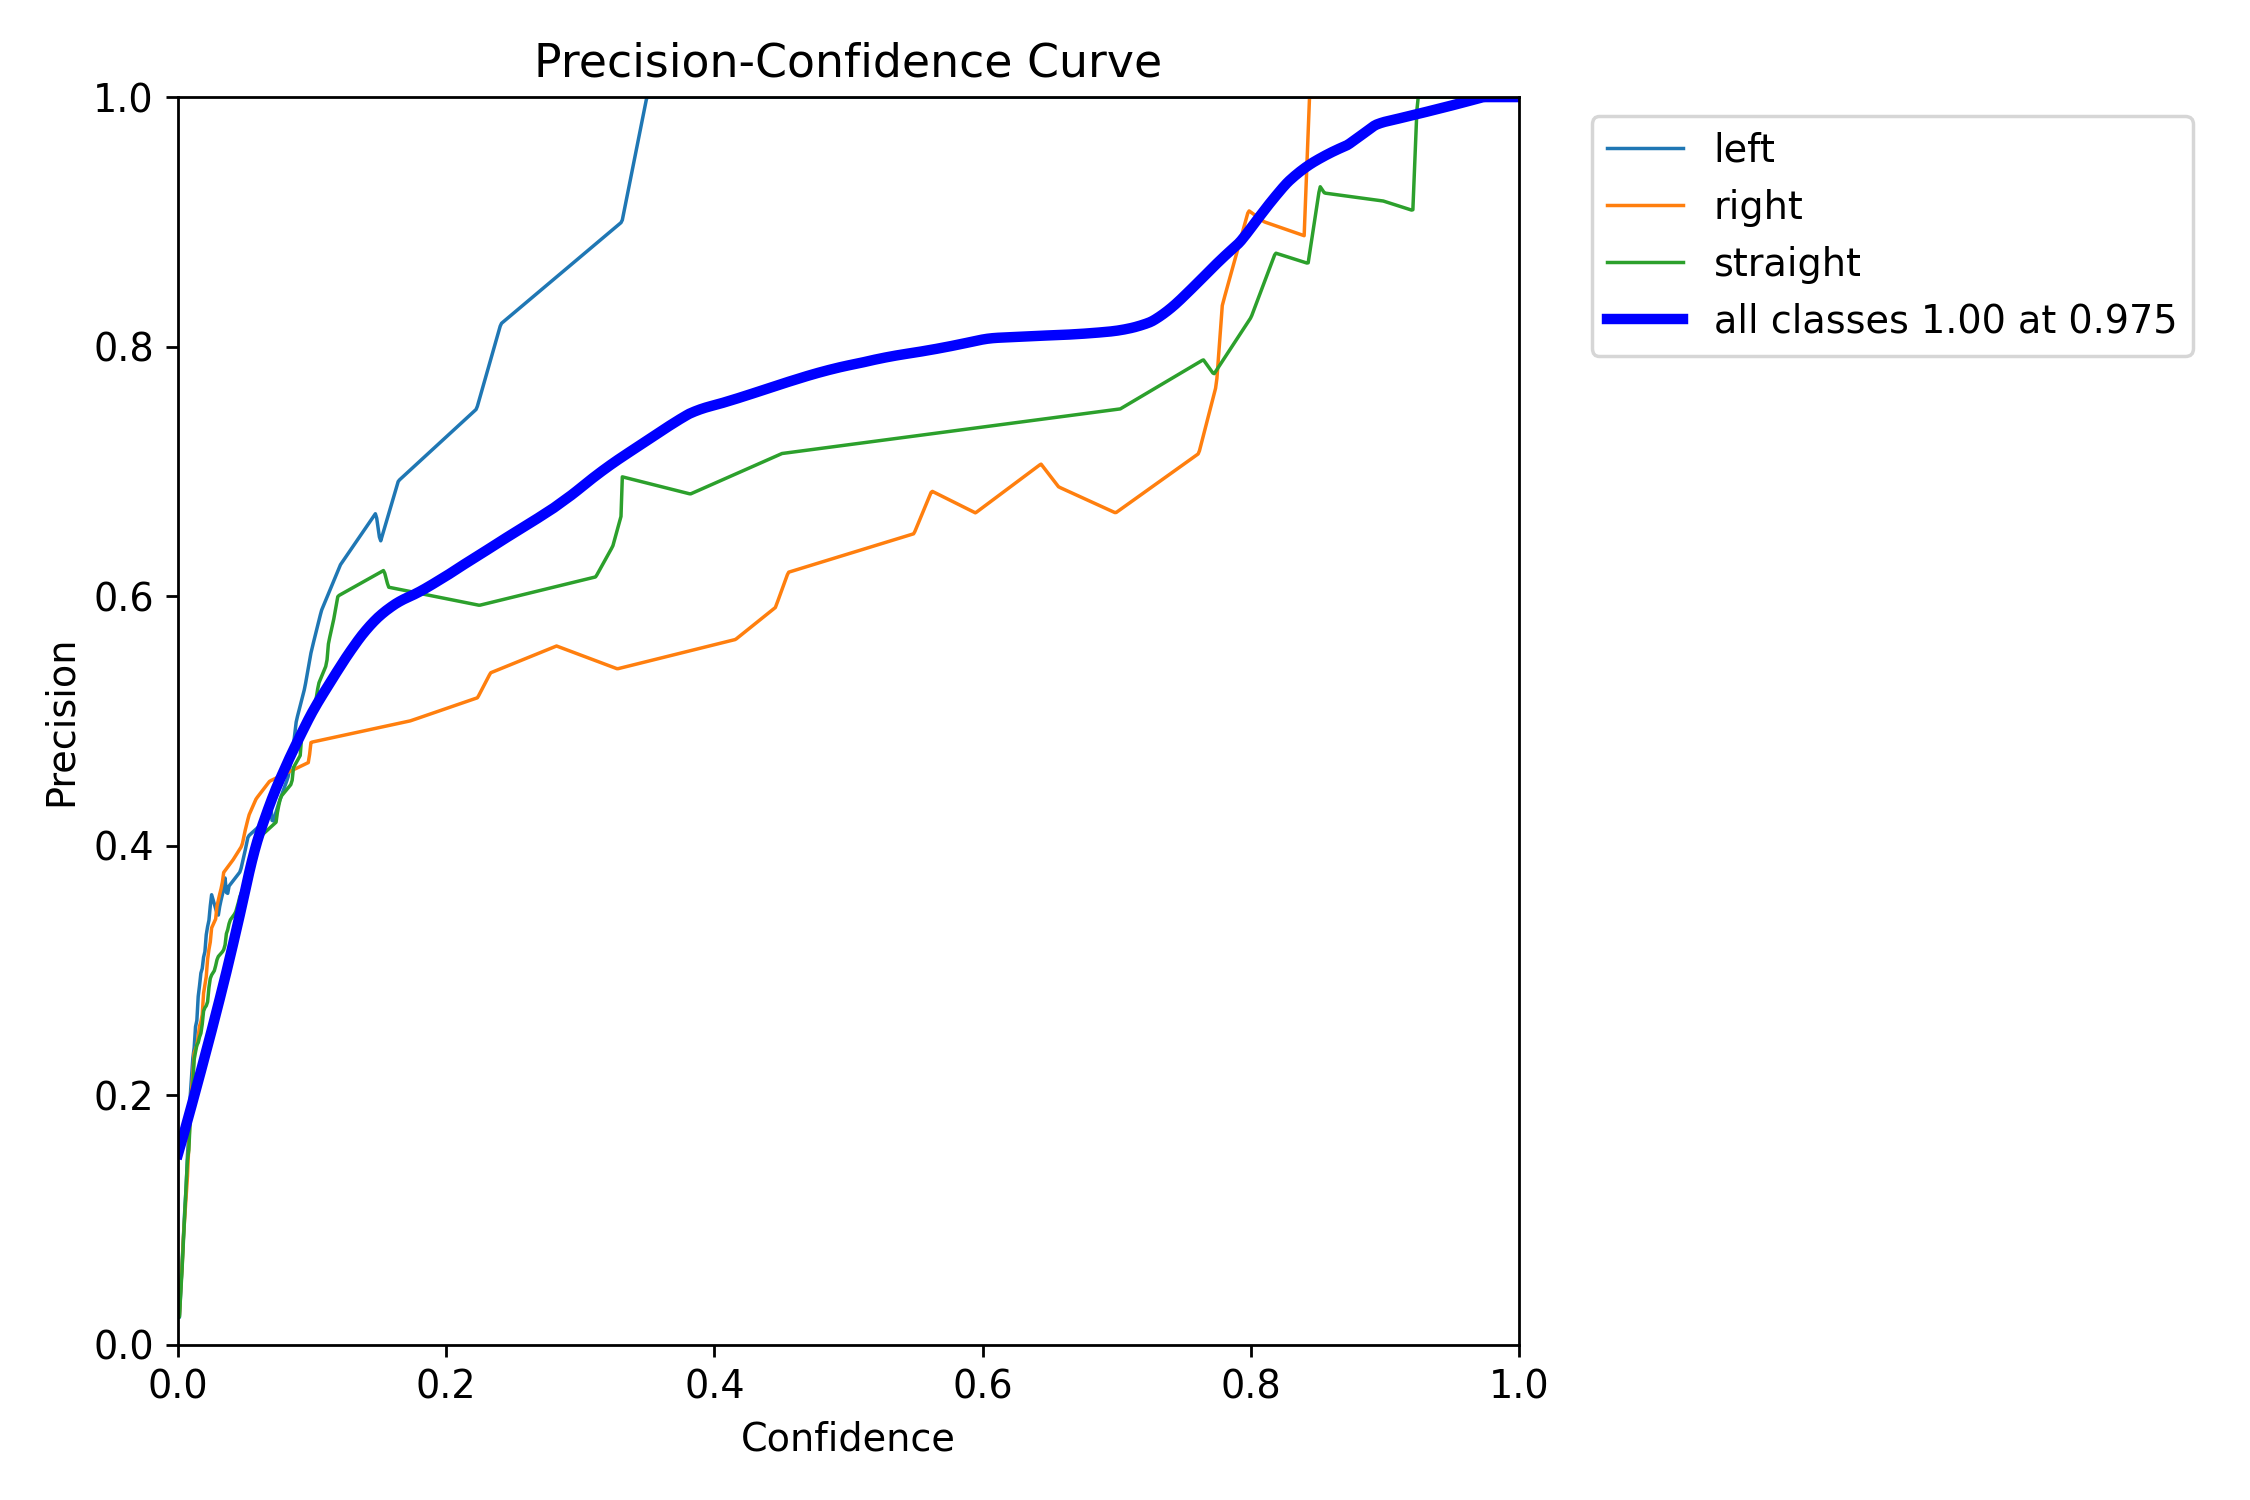 Precision-Confidence Curve
1.0
0.8
0.6
0.4
0.2
0.0
Precision
0.0 0.2 0.4 0.6 0.8 1.0
Confidence
left
right
straight
all classes 1.00 at 0.975